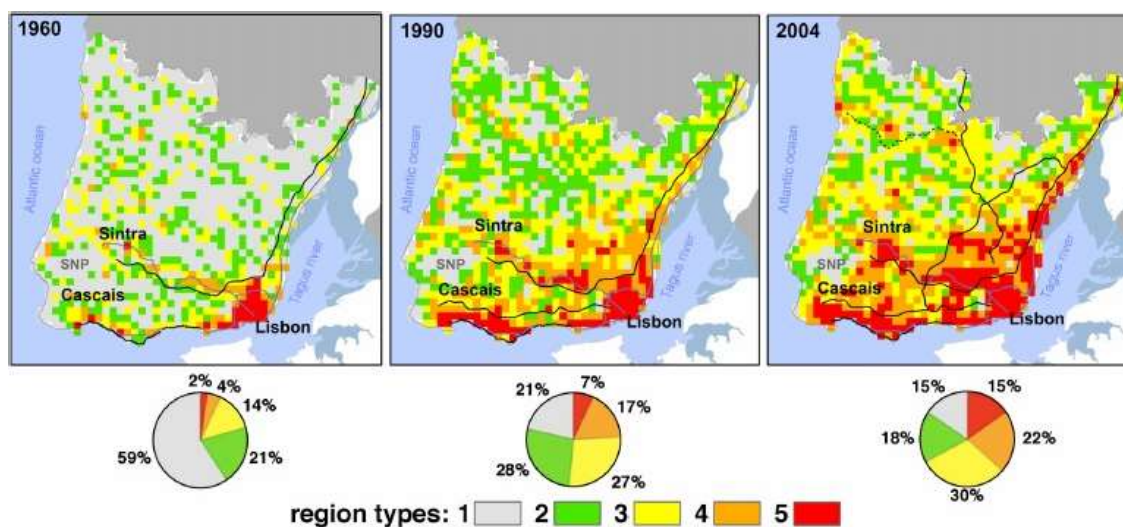 1960
Atlantic ocean
Sintra
SNP
Cascais
Lisbon
Tagus river
1990
Atlantic ocean
Sintra
SNP
Cascais
Lisbon
Tagus river
2004
Atlantic ocean
Sintra
SNP
Cascais
Lisbon
Tagus river
2%
4%
14%
21%
59%
7%
17%
27%
28%
21%
15%
22%
30%
18%
15%
region types: 1 2 3 4 5